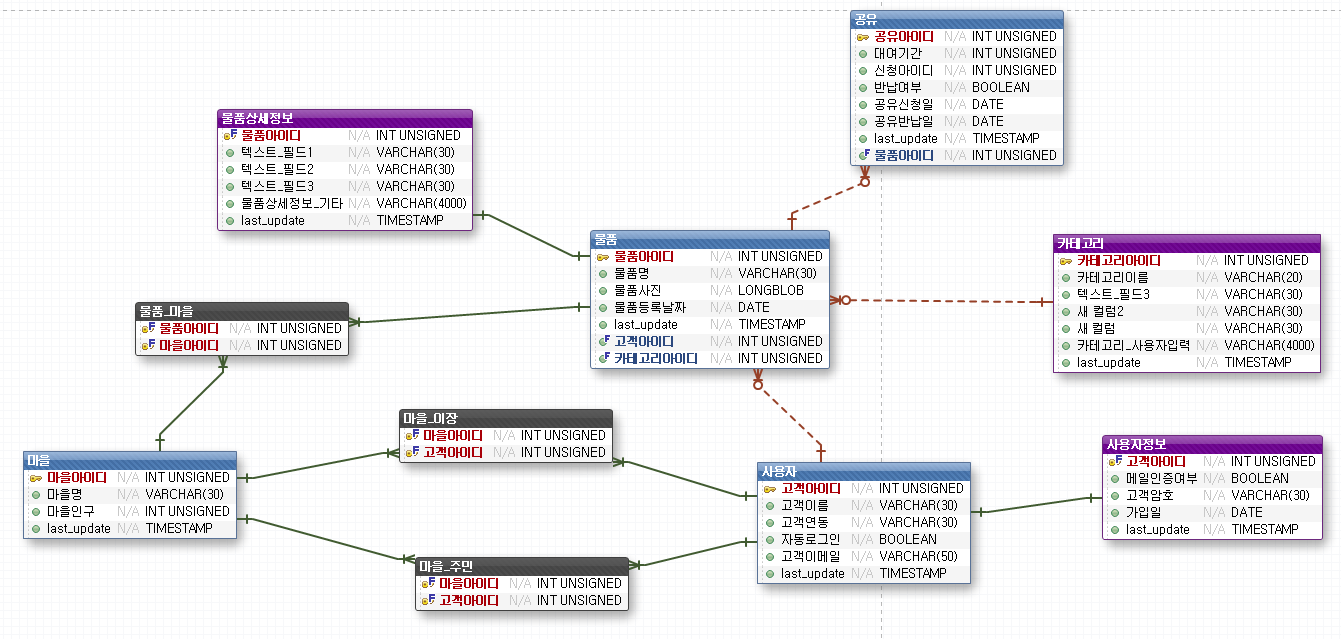 공유
공유아이디 N/A INT UNSIGNED
대여기간 N/A INT UNSIGNED
신청아이디 N/A INT UNSIGNED
반납여부 N/A BOOLEAN
공유신청일 N/A DATE
공유반납일 N/A DATE
last_update N/A TIMESTAMP
물품아이디 N/A INT UNSIGNED
물품상세정보
물품아이디 N/A INT UNSIGNED
텍스트_필드1 N/A VARCHAR(30)
텍스트_필드2 N/A VARCHAR(30)
텍스트_필드3 N/A VARCHAR(30)
물품상세정보_기타 N/A VARCHAR(4000)
last_update N/A TIMESTAMP
물품
물품아이디 N/A INT UNSIGNED
물품명 N/A VARCHAR(30)
물품사진 N/A LONGBLOB
물품등록날짜 N/A DATE
last_update N/A TIMESTAMP
고객아이디 N/A INT UNSIGNED
카테고리아이디 N/A INT UNSIGNED
카테고리
카테고리아이디 N/A INT UNSIGNED
카테고리이름 N/A VARCHAR(20)
텍스트_필드3 N/A VARCHAR(30)
새 컬럼2 N/A VARCHAR(30)
새 컬럼 N/A VARCHAR(30)
카테고리_사용자입력 N/A VARCHAR(4000)
last_update N/A TIMESTAMP
물품_마을
물품아이디 N/A INT UNSIGNED
마을아이디 N/A INT UNSIGNED
마을_이장
마을아이디 N/A INT UNSIGNED
고객아이디 N/A INT UNSIGNED
마을
마을아이디 N/A INT UNSIGNED
마을명 N/A VARCHAR(30)
마을인구 N/A INT UNSIGNED
last_update N/A TIMESTAMP
사용자
고객아이디 N/A INT UNSIGNED
고객이름 N/A VARCHAR(30)
고객연동 N/A VARCHAR(30)
자동로그인 N/A BOOLEAN
고객이메일 N/A VARCHAR(50)
last_update N/A TIMESTAMP
사용자정보
고객아이디 N/A INT UNSIGNED
메일인증여부 N/A BOOLEAN
고객암호 N/A VARCHAR(30)
가입일 N/A DATE
last_update N/A TIMESTAMP
마을_주민
마을아이디 N/A INT UNSIGNED
고객아이디 N/A INT UNSIGNED